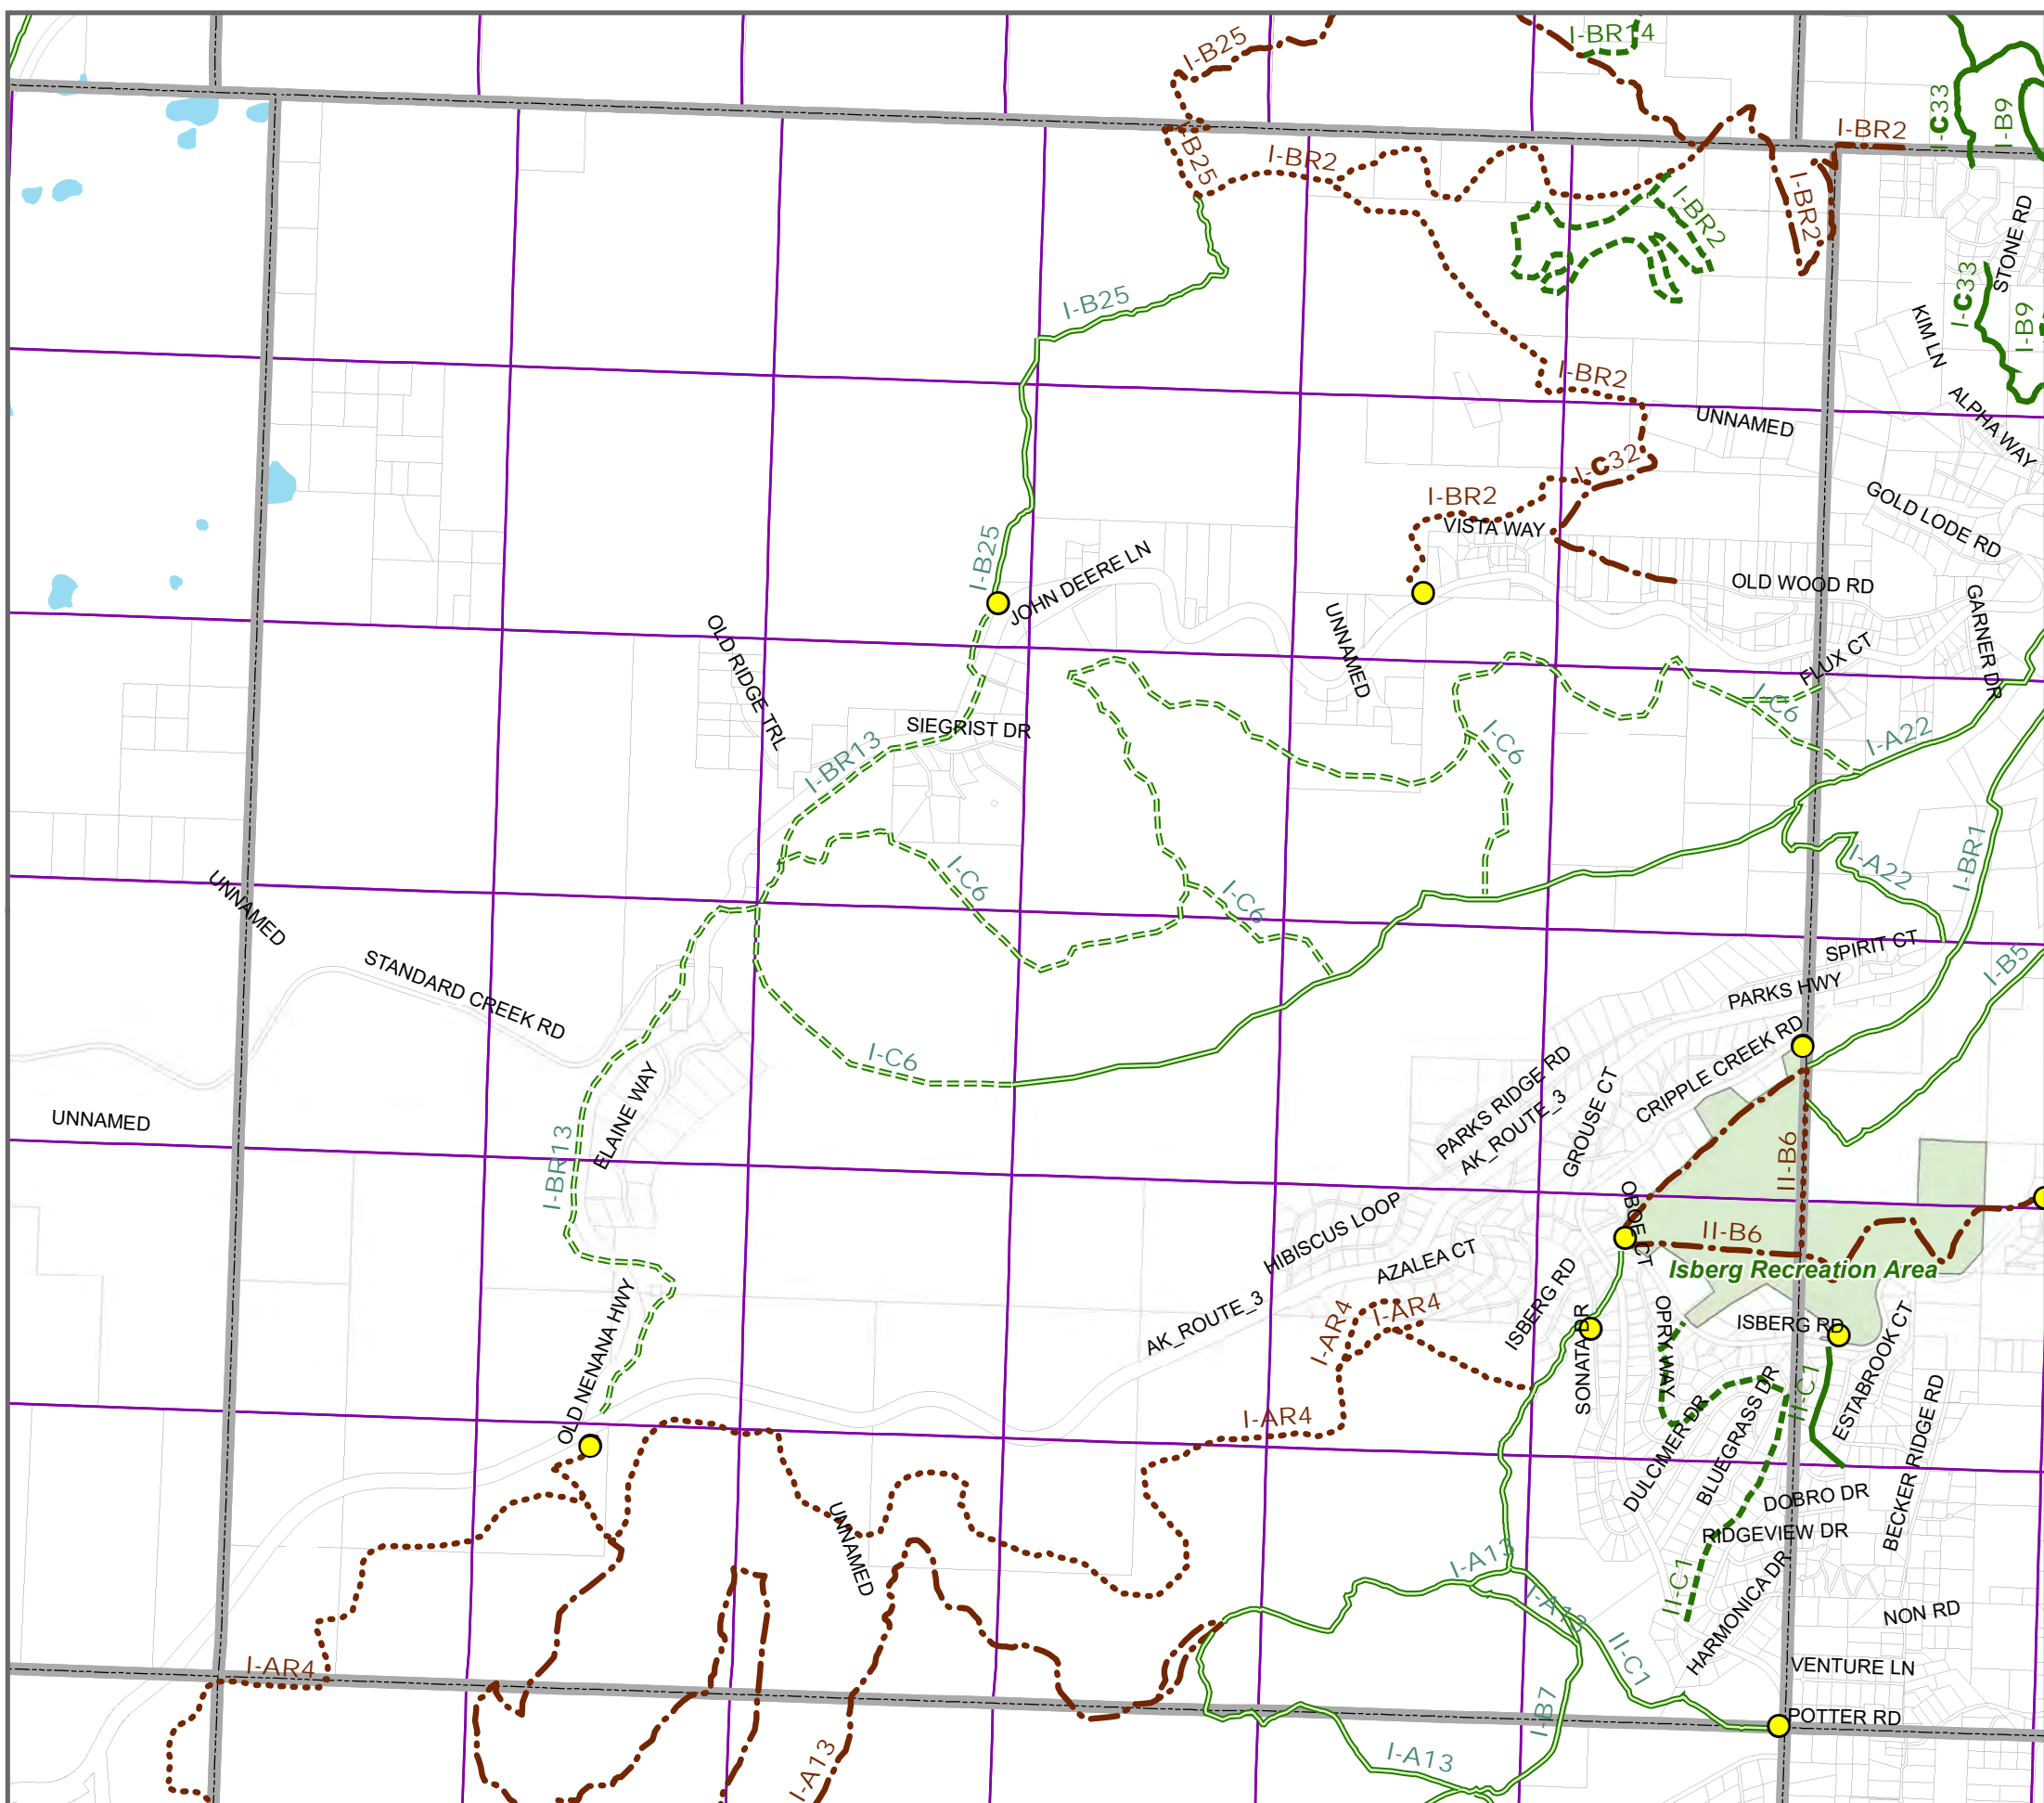 I-BR14
I-B25
I-C33
I-B9
I-BR2
I-BR2
B25
I-BR2
I-BR2
STONE RD
I-B25
I-C33
I-B9
KIM LN
I-BR2
ALPHA WAY
UNNAMED
I-C32
I-BR2
VISTA WAY
GOLD LODE RD
I-B25
JOHN DEERE LN
OLD WOOD RD
GARNER DR
UNNAMED
OLD RIDGE TRL
FLUX CT
I-C6
SIEGRIST DR
I-C6
I-A22
I-BR13
I-BR1
I-A22
I-C6
I-C6
UNNAMED
SPIRIT CT
I-B5
STANDARD CREEK RD
PARKS HWY
I-C6
CRIPPLE CREEK RD
PARKS RIDGE RD
GROUSE CT
AK_ROUTE_3
ELAINE WAY
UNNAMED
I-BR13
II-B6
OBOE CT
HIBISCUS LOOP
II-B6
AZALEA CT
Isberg Recreation Area
ISBERG RD
AK_ROUTE_3
I-AR4
I-AR4
OLD NENANA HWY
SONATA DR
OPRY WAY
ISBERG RD
ESTABROOK CT
II-C1
I-AR4
DULCIMER DR
BLUEGRASS DR
BECKER RIDGE RD
DOBRO DR
UNNAMED
RIDGEVIEW DR
I-A13
I-A13
II-C1
HARMONICA DR
NON RD
II-C1
I-AR4
VENTURE LN
I-B7
POTTER RD
I-A13
I-A13